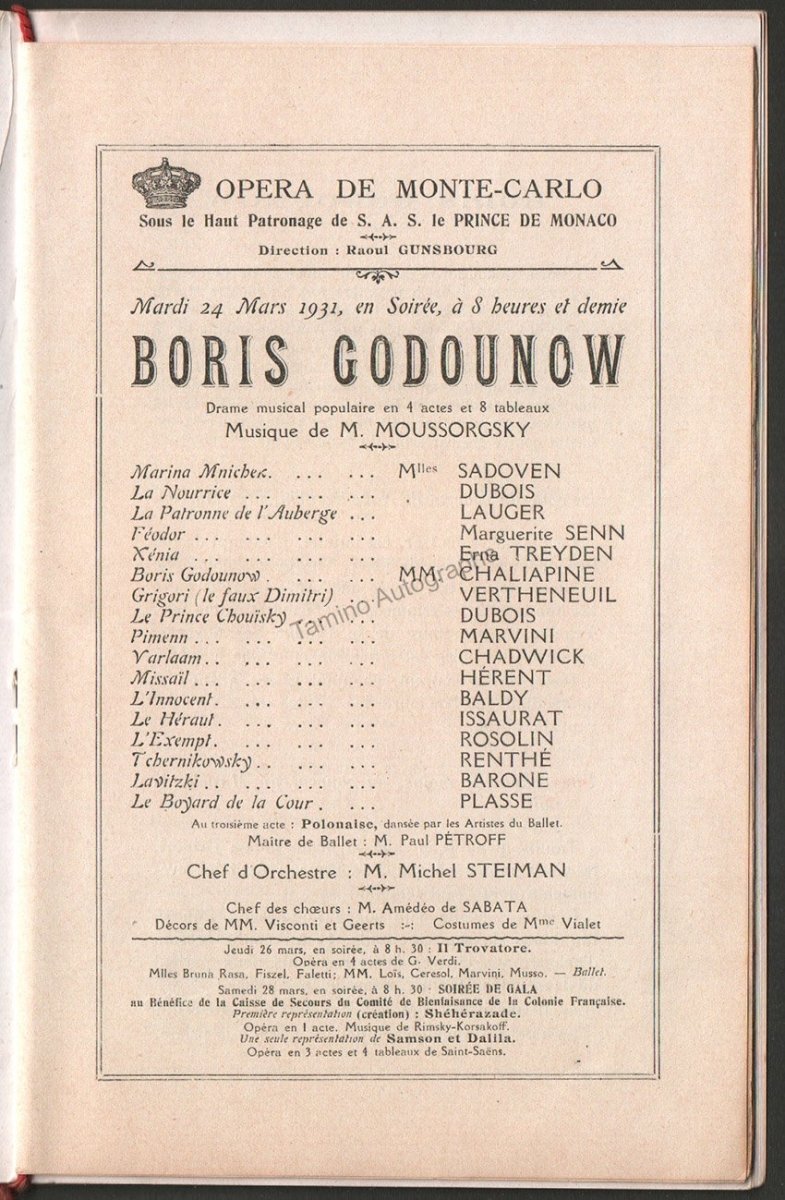 OPERA DE MONTE-CARLO
Sous le Haut Patronage de S. A. S. le PRINCE DE MONACO
Direction : Raoul GUNSBOURG
Mardi 24 Mars 1931, en Soirée, à 8 heures et demie
BORIS GODOUNOW
Drame musical populaire en 4 actes et 8 tableaux
Musique de M. MOUSSORGSKY
Marina Mnichek. ... ... Mlles SADOVEN
La Nourrice ... ... ... DUBOIS
La Patronne de l'Auberge ... LAUGER
Féodor ... ... ... Marguerite SENN
Xénia ... ... ... Erna TREYDEN
Boris Godounow . ... ... MM. CHALIAPINE
Grigori (le faux Dimitri) . ... VERTHENEUIL
Le Prince Chouïsky ... ... DUBOIS
Pimenn ... ... ... MARVINI
Varlaam .. ... ... CHADWICK
Missaïl ... ... ... HÉRENT
L'Innocent. ... ... BALDY
Le Héraut. ... ... ISSAURAT
L'Exempt. ... ... ROSOLIN
Tchernikowsky .. ... ... RENTHÉ
Lavitzki .. ... ... BARONE
Le Boyard de la Cour . ... PLASSE
Tamino Autographs
Au troisième acte : Polonaise, dansée par les Artistes du Ballet.
Maître de Ballet : M. Paul PÉTROFF
Chef d'Orchestre : M. Michel STEIMAN
Chef des chœurs : M. Amédéo de SABATA
Décors de MM. Visconti et Geerts :-: Costumes de Mme Vialet
Jeudi 26 mars, en soirée, à 8 h. 30 : Il Trovatore.
Opéra en 4 actes de G. Verdi.
Mlles Bruna Rasa, Fiszel, Faletti; MM. Loïs, Ceresol, Marvini, Musso. — Ballet.
Samedi 28 mars, en soirée, à 8 h. 30 : SOIRÉE DE GALA
au Bénéfice de la Caisse de Secours du Comité de Bienfaisance de la Colonie Française.
Première représentation (création) : Shéhérazade.
Opéra en 1 acte. Musique de Rimsky-Korsakoff.
Une seule représentation de Samson et Dalila.
Opéra en 3 actes et 4 tableaux de Saint-Saëns.